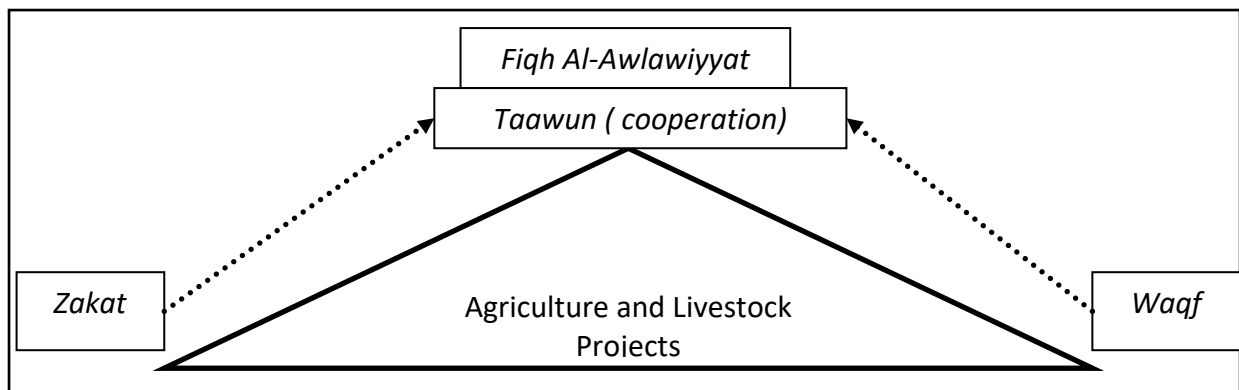 Fiqh Al-Awlawiyyat
Taawun ( cooperation)
Zakat
Waqf
Agriculture and Livestock
Projects